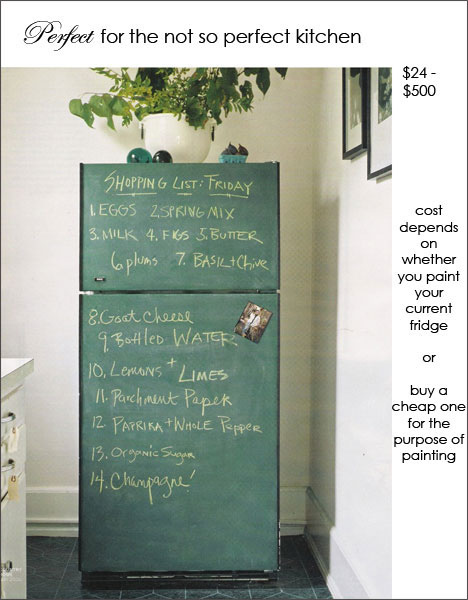 Perfect for the not so perfect kitchen
$24 -
$500
SHOPPING LIST: FRIDAY
1. EGGS 2. SPRING MIX
3. MILK 4. FIGS 5. BUTTER
6 plums 7. BASIL + Chive
8. Goat cheese
9. Bottled WATER
10. Lemons + LIMES
11. Parchment Paper
12 PAPRIKA + WHOLE Pepper
13. Organic Sugar
14. Champagne!
cost
depends
on
whether
you paint
your
current
fridge
or
buy a
cheap one
for the
purpose of
painting